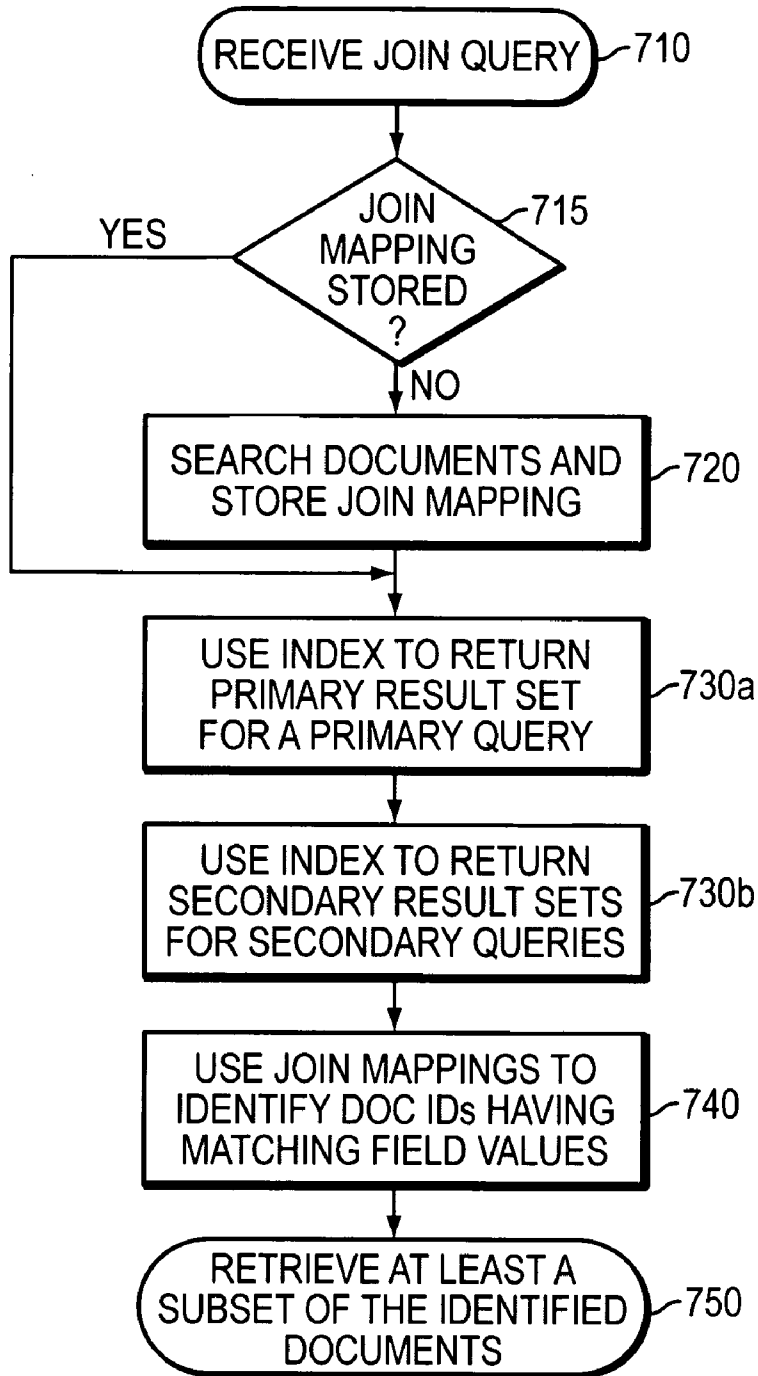 RECEIVE JOIN QUERY
710
JOIN
MAPPING
STORED
?
715
YES
NO
SEARCH DOCUMENTS AND
STORE JOIN MAPPING
720
USE INDEX TO RETURN
PRIMARY RESULT SET
FOR A PRIMARY QUERY
730a
USE INDEX TO RETURN
SECONDARY RESULT SETS
FOR SECONDARY QUERIES
730b
USE JOIN MAPPINGS TO
IDENTIFY DOC IDs HAVING
MATCHING FIELD VALUES
740
RETRIEVE AT LEAST A
SUBSET OF THE IDENTIFIED
DOCUMENTS
750